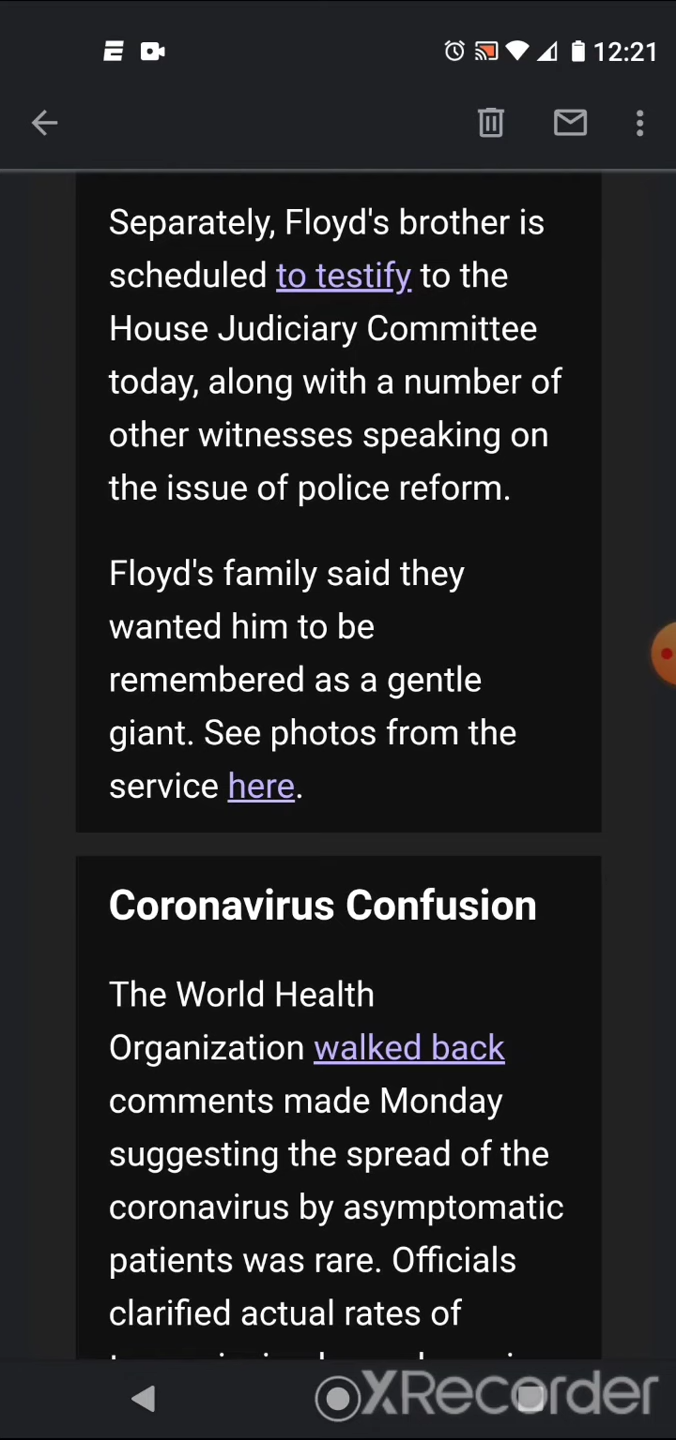 12:21
Separately, Floyd's brother is
scheduled to testify to the
House Judiciary Committee
today, along with a number of
other witnesses speaking on
the issue of police reform.
Floyd's family said they
wanted him to be
remembered as a gentle
giant. See photos from the
service here.
Coronavirus Confusion
The World Health
Organization walked back
comments made Monday
suggesting the spread of the
coronavirus by asymptomatic
patients was rare. Officials
clarified actual rates of
XRecorder